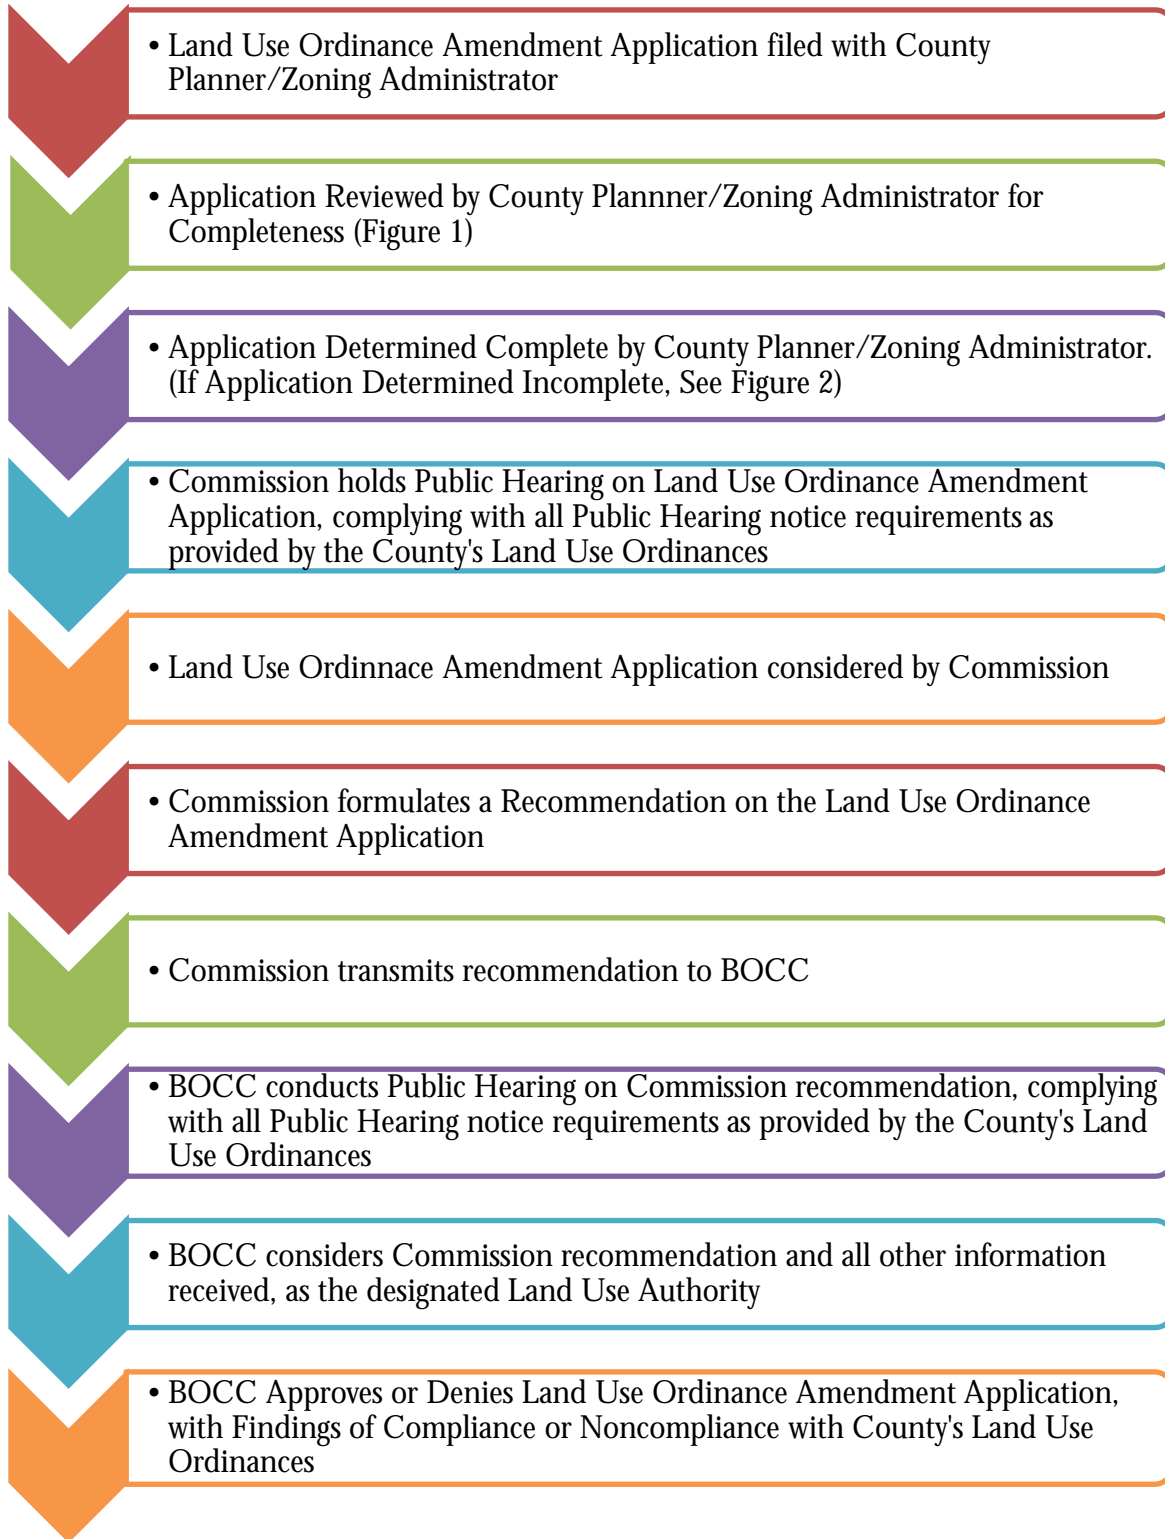 • Land Use Ordinance Amendment Application filed with County
Planner/Zoning Administrator
• Application Reviewed by County Plannner/Zoning Administrator for
Completeness (Figure 1)
• Application Determined Complete by County Planner/Zoning Administrator.
(If Application Determined Incomplete, See Figure 2)
• Commission holds Public Hearing on Land Use Ordinance Amendment
Application, complying with all Public Hearing notice requirements as
provided by the County's Land Use Ordinances
• Land Use Ordinnace Amendment Application considered by Commission
• Commission formulates a Recommendation on the Land Use Ordinance
Amendment Application
• Commission transmits recommendation to BOCC
• BOCC conducts Public Hearing on Commission recommendation, complying
with all Public Hearing notice requirements as provided by the County's Land
Use Ordinances
• BOCC considers Commission recommendation and all other information
received, as the designated Land Use Authority
• BOCC Approves or Denies Land Use Ordinance Amendment Application,
with Findings of Compliance or Noncompliance with County's Land Use
Ordinances